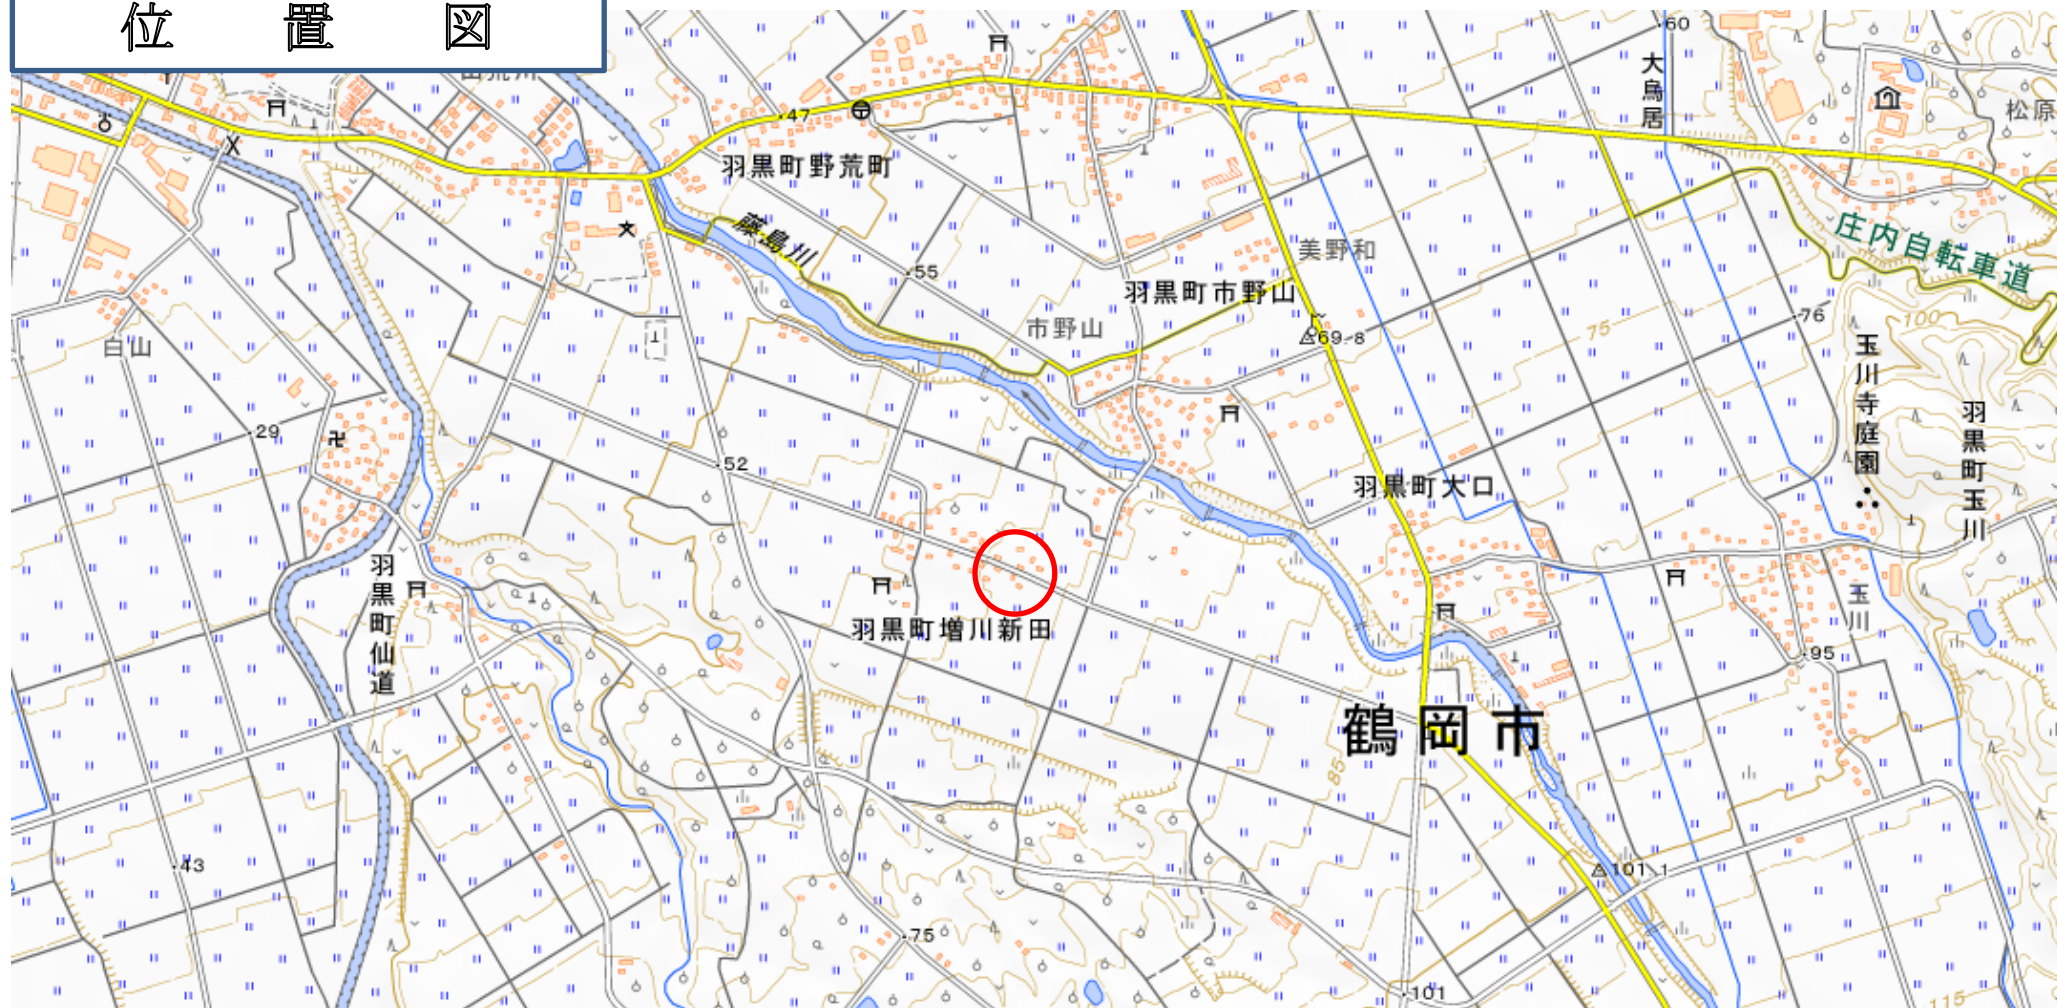 位置図
60
大鳥居
松原
47
羽黒町野荒町
藤島川
庄内自転車道
55
美野和
羽黒町市野山
市野山
69.8
75
76
100
白山
玉川寺庭園
羽黒町玉川
29
52
羽黒町大口
羽黒町仙道
羽黒町増川新田
玉川
95
鶴岡市
85
43
101.1
75
101
115